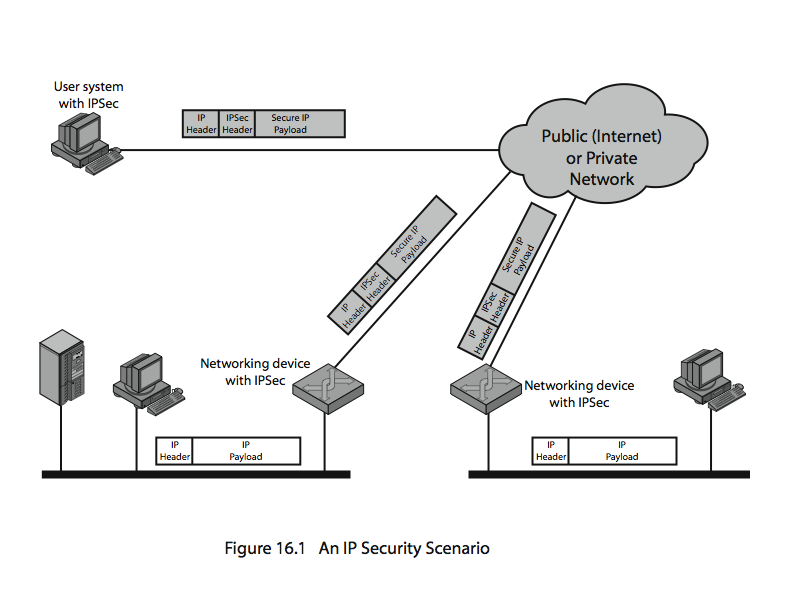 User system
with IPSec
IP
Header
IPSec
Header
Secure IP
Payload
Public (Internet)
or Private
Network
IP
Header
IPSec
Header
Secure IP
Payload
IP
Header
IPSec
Header
Secure IP
Payload
Networking device
with IPSec
Networking device
with IPSec
IP
Header
IP
Payload
IP
Header
IP
Payload
Figure 16.1 An IP Security Scenario